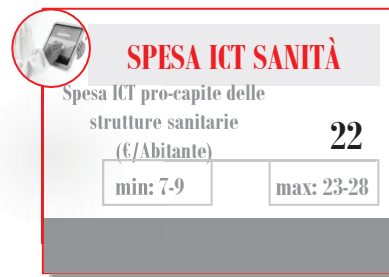 SPESA ICT SANITÀ
Spesa ICT pro-capite delle
strutture sanitarie
(€/Abitante)
22
min: 7-9
max: 23-28